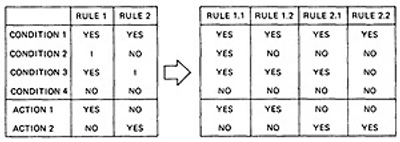 RULE 1 RULE 2
CONDITION 1 YES YES
CONDITION 2 I NO
CONDITION 3 YES I
CONDITION 4 NO NO
ACTION 1 YES NO
ACTION 2 NO YES
RULE 1.1 RULE 1.2 RULE 2.1 RULE 2.2
YES YES YES YES
YES NO NO NO
YES YES YES NO
NO NO NO NO
YES YES NO NO
NO NO YES YES